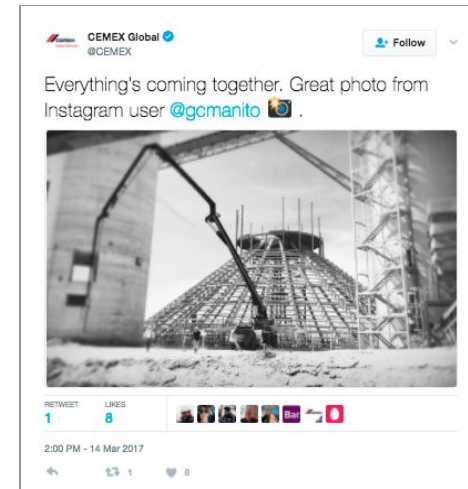 CEMEX Global
@CEMEX
Follow
Everything's coming together. Great photo from
Instagram user @gcmanito .
RETWEET LIKES
1 8
Bar
2:00 PM - 14 Mar 2017
1 8